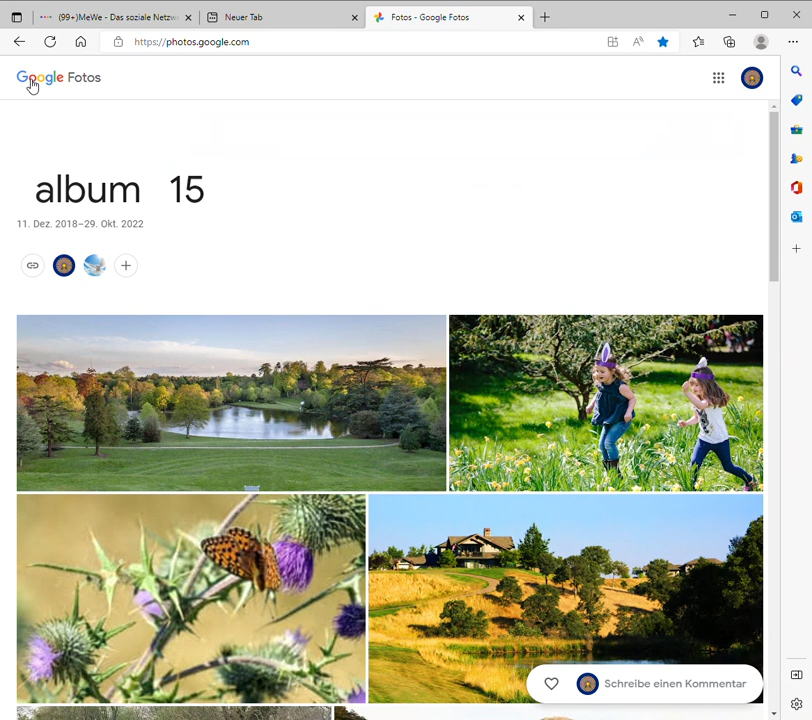 (99+)MeWe - Das soziale Netzwe
Neuer Tab
Fotos - Google Fotos
https://photos.google.com
Google Fotos
album 15
11. Dez. 2018–29. Okt. 2022
Schreibe einen Kommentar